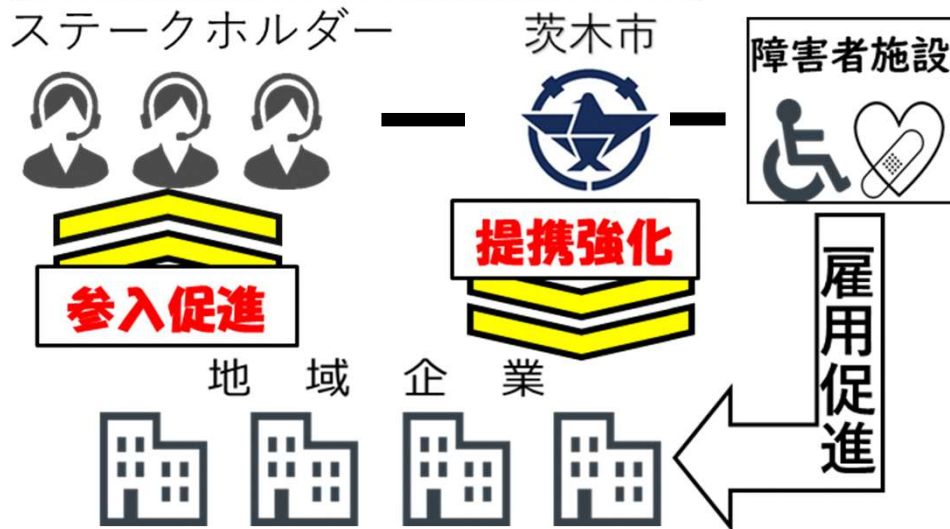 ステークホルダー
茨木市
障害者施設
提携強化
参入促進
雇用促進
地域企業